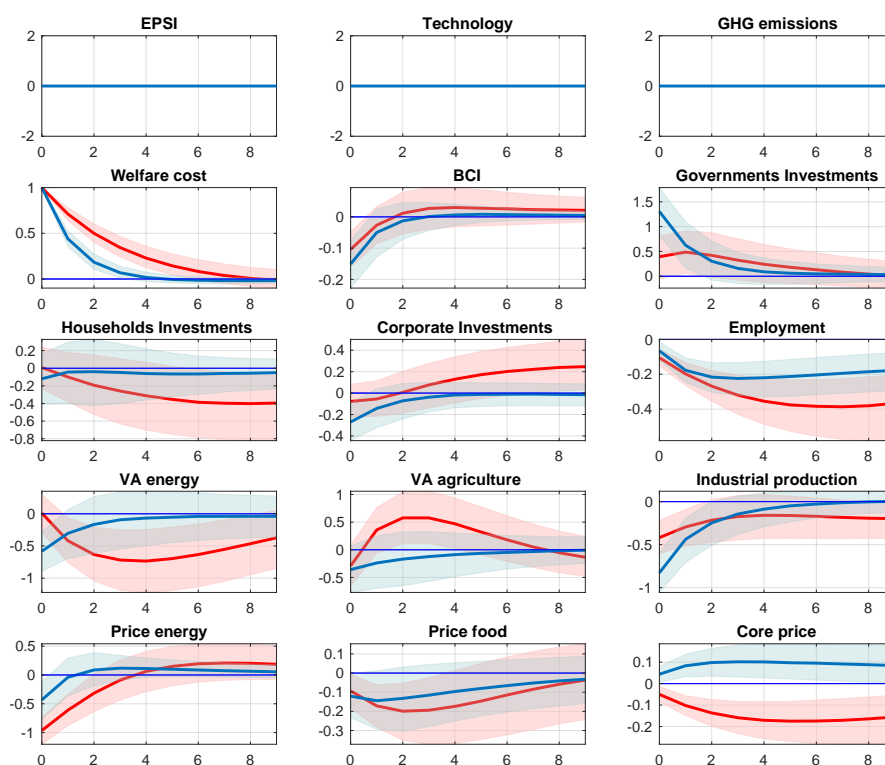 EPSI Technology GHG emissions
2 2 2
0 0 0
-2 -2 -2
0 2 4 6 8 0 2 4 6 8 0 2 4 6 8
Welfare cost BCI Governments Investments
1 0 1.5
0.5 -0.1 1
0 -0.2 0.5
0
0 2 4 6 8 0 2 4 6 8 0 2 4 6 8
Households Investments Corporate Investments Employment
0.2 0.4 0
0 0.2 -0.2
-0.2 0 -0.4
-0.4 -0.2
-0.6 -0.4
-0.8
0 2 4 6 8 0 2 4 6 8 0 2 4 6 8
VA energy VA agriculture Industrial production
0 1 0
-0.5 0.5 -0.5
-1 0 -1
-0.5
0 2 4 6 8 0 2 4 6 8 0 2 4 6 8
Price energy Price food Core price
0.5 0.1 0.1
0 0 0
-0.5 -0.1 -0.1
-1 -0.2 -0.2
-0.3
0 2 4 6 8 0 2 4 6 8 0 2 4 6 8